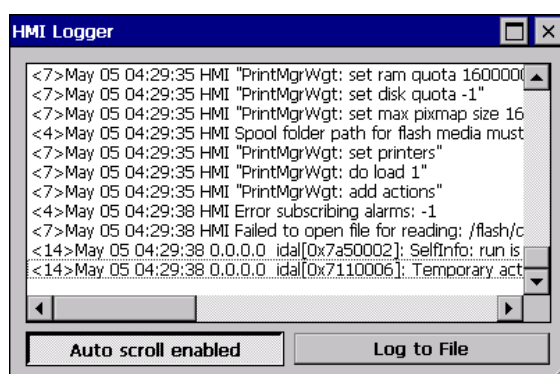 HMI Logger
<7>May 05 04:29:35 HMI "PrintMgrWgt: set ram quota 1600000
<7>May 05 04:29:35 HMI "PrintMgrWgt: set disk quota -1"
<7>May 05 04:29:35 HMI "PrintMgrWgt: set max pixmap size 16
<4>May 05 04:29:35 HMI Spool folder path for flash media must
<7>May 05 04:29:35 HMI "PrintMgrWgt: set printers"
<7>May 05 04:29:35 HMI "PrintMgrWgt: do load 1"
<7>May 05 04:29:35 HMI "PrintMgrWgt: add actions"
<4>May 05 04:29:38 HMI Error subscribing alarms: -1
<7>May 05 04:29:38 HMI Failed to open file for reading: /flash/c
<14>May 05 04:29:38 0.0.0.0 idal[0x7a50002]: SelfInfo: run is
<14>May 05 04:29:38 0.0.0.0 idal[0x7110006]: Temporary act
Auto scroll enabled
Log to File